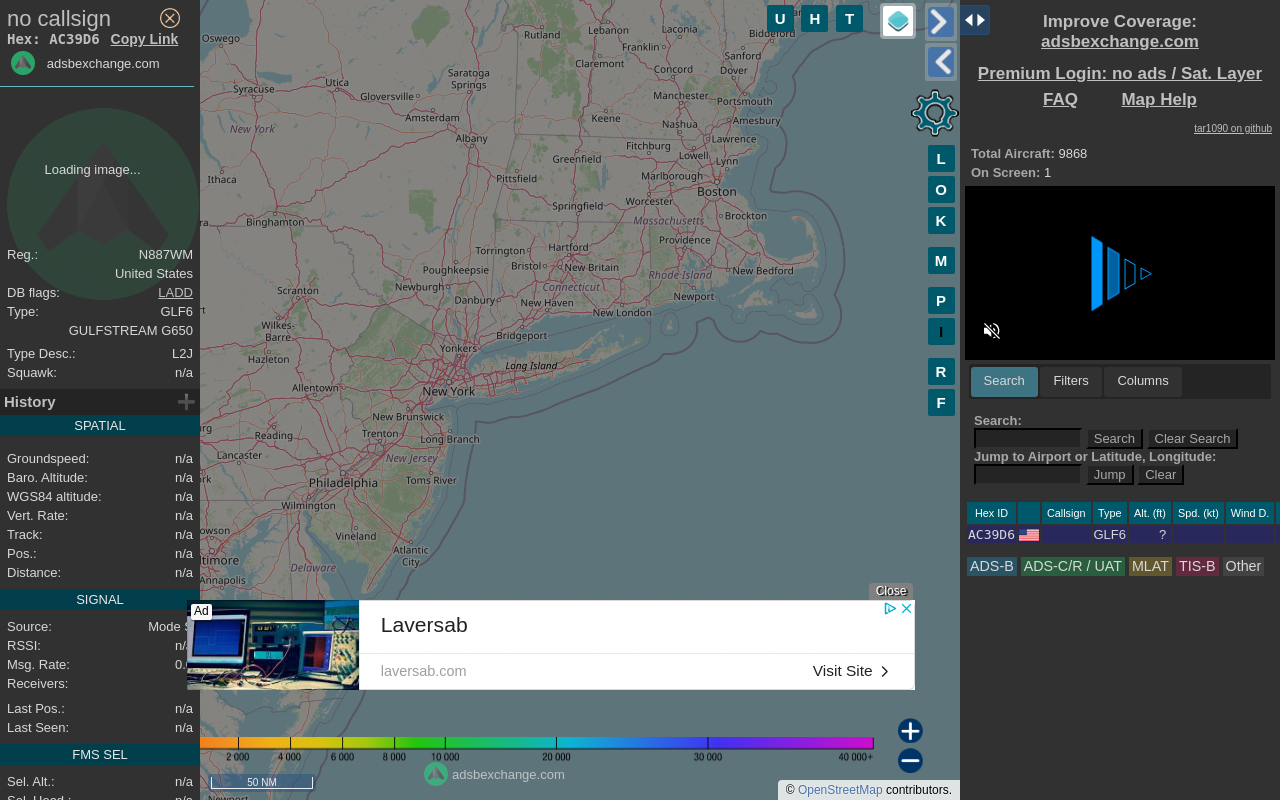 no callsign
Hex: AC39D6 Copy Link
adsbexchange.com
Loading image...
Reg.: N887WM
United States
DB flags: LADD
Type: GLF6
GULFSTREAM G650
Type Desc.: L2J
Squawk: n/a
History
SPATIAL
Groundspeed: n/a
Baro. Altitude: n/a
WGS84 altitude: n/a
Vert. Rate: n/a
Track: n/a
Pos.: n/a
Distance: n/a
SIGNAL
Source: Mode
RSSI:
Msg. Rate:
Receivers:
Last Pos.: n/a
Last Seen: n/a
FMS SEL
Sel. Alt.: n/a
U H T
L
O
K
M
P
I
R
F
Oswego
Rutland
Lebanon
Laconia
Franklin
Claremont
Sanford
Concord
Dover
Utica
Saratoga
Springs
Syracuse
Gloversville
Manchester
Portsmouth
Keene
Amesbury
Amsterdam
Nashua
New York
Albany
Lawrence
Fitchburg
Greenfield
Lowell
Lynn
Pittsfield
Marlborough
Ithaca
Boston
Worcester
Springfield
Brockton
Binghamton
Massachusetts
Providence
Torrington
Hartford
Poughkeepsie
Bristol
New Britain
Rhode Island
New Bedford
Newburgh
Connecticut
Scranton
Danbury
New Haven
Newport
New London
Wilkes-
Barre
Bridgeport
Hazleton
Yonkers
Long Island
Allentown
New York
New Brunswick
Reading
Trenton
Long Branch
Lancaster
New Jersey
Philadelphia
Toms River
Wilmington
Vineland
Atlantic
City
Annapolis
Delaware
Close
Ad
Laversab
laversab.com
Visit Site
2 000 4 000 6 000 8 000 10 000 20 000 30 000 40 000+
adsbexchange.com
50 NM
© OpenStreetMap contributors.
Improve Coverage:
adsbexchange.com
Premium Login: no ads / Sat. Layer
FAQ Map Help
tar1090 on github
Total Aircraft: 9868
On Screen: 1
Search Filters Columns
Search:
Search Clear Search
Jump to Airport or Latitude, Longitude:
Jump Clear
Hex ID Callsign Type Alt. (ft) Spd. (kt) Wind D.
AC39D6 GLF6 ?
ADS-B ADS-C/R / UAT MLAT TIS-B Other